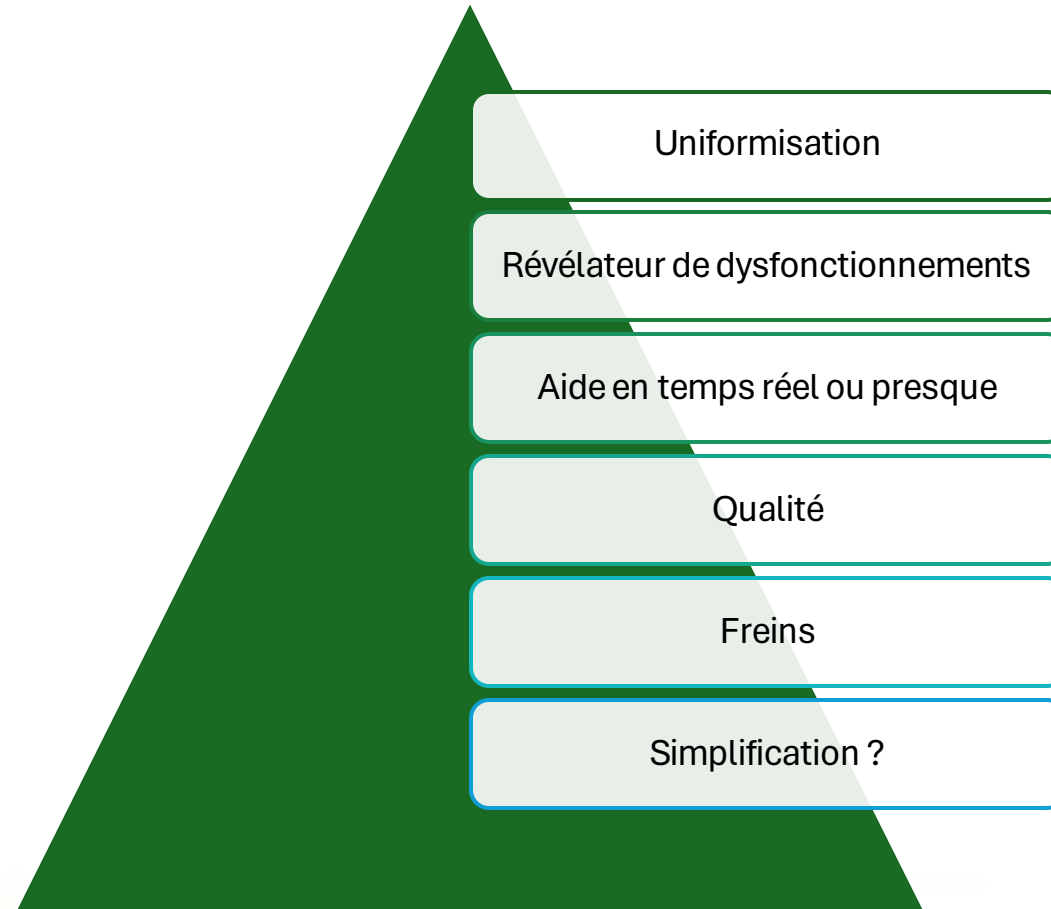 Uniformisation
Révélateur de dysfonctionnements
Aide en temps réel ou presque
Qualité
Freins
Simplification ?